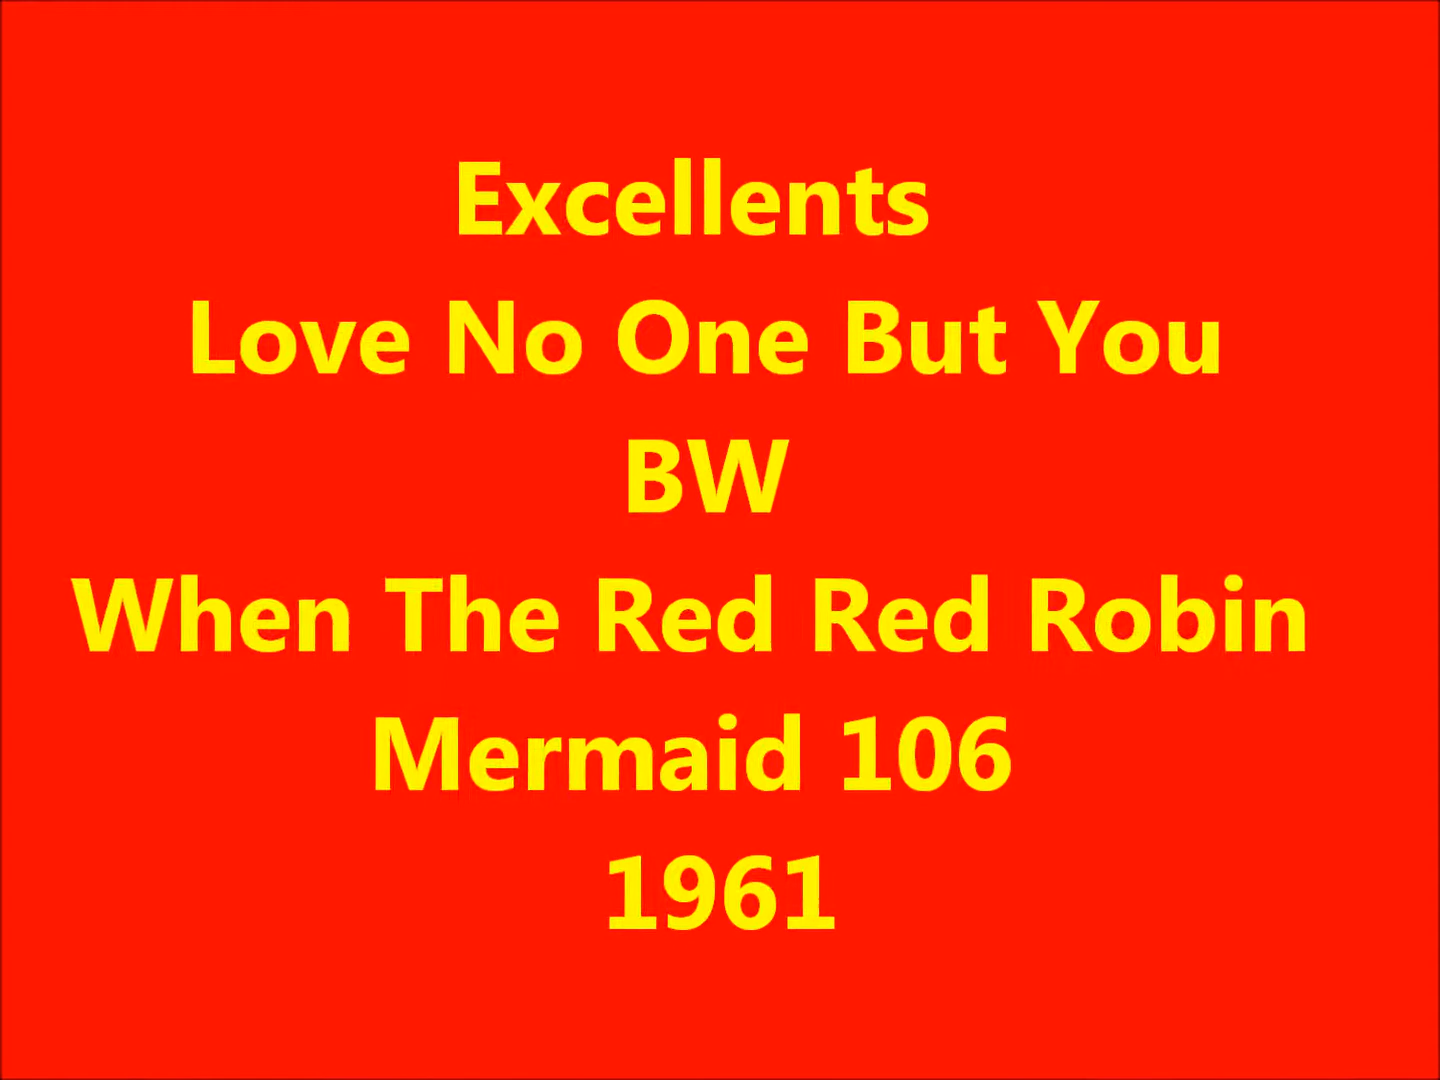 Excellents
Love No One But You
BW
When The Red Red Robin
Mermaid 106
1961